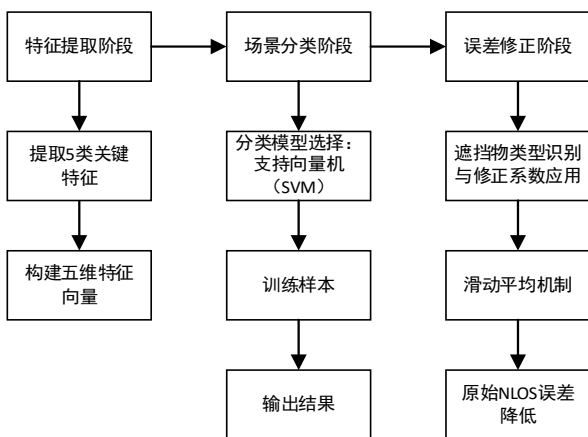 特征提取阶段
场景分类阶段
误差修正阶段
提取5类关键
特征
分类模型选择：
支持向量机
（SVM）
遮挡物类型识别
与修正系数应用
构建五维特征
向量
训练样本
滑动平均机制
输出结果
原始NLOS误差
降低